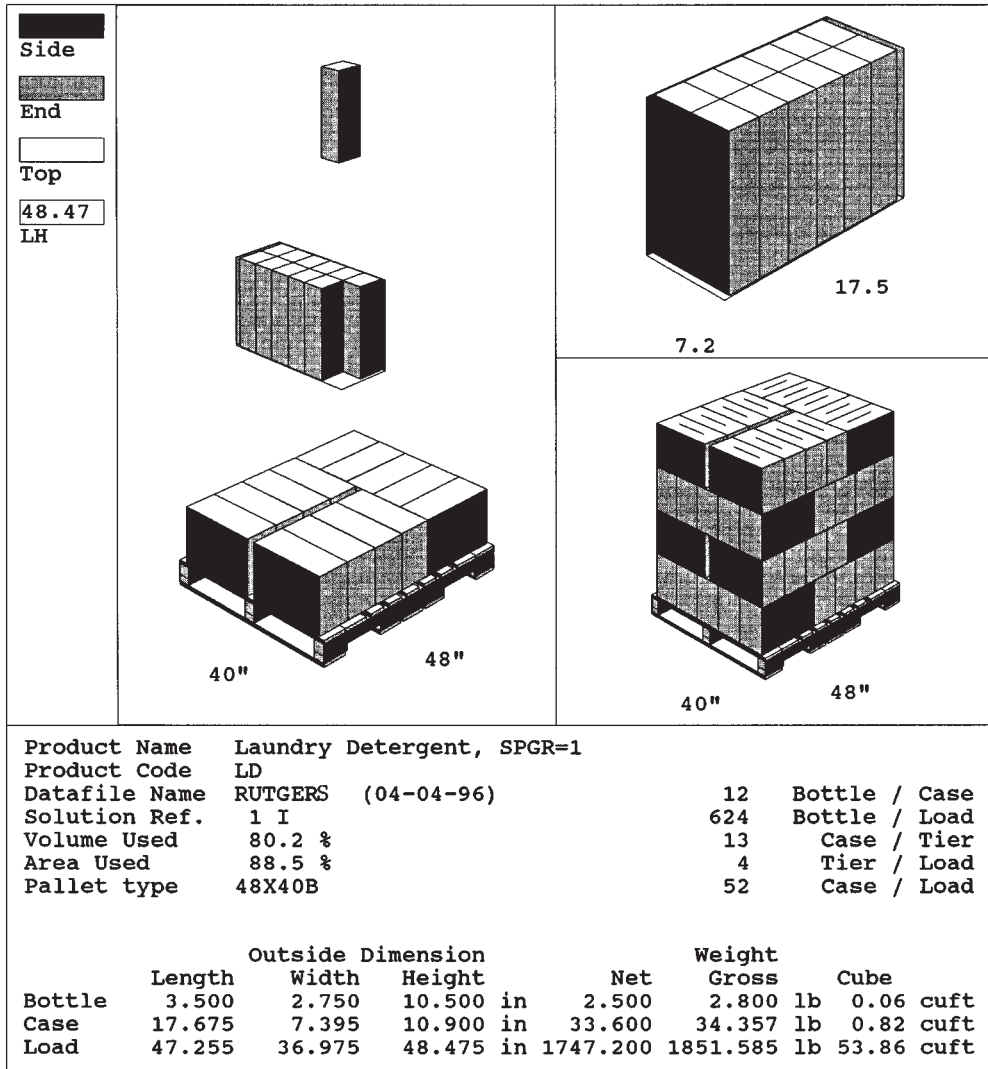 Side
End
Top
48.47
LH
17.5
7.2
40" 48"
40" 48"
Product Name Laundry Detergent, SPGR=1
Product Code LD
Datafile Name RUTGERS (04-04-96) 12 Bottle / Case
Solution Ref. 1 I 624 Bottle / Load
Volume Used 80.2 % 13 Case / Tier
Area Used 88.5 % 4 Tier / Load
Pallet type 48X40B 52 Case / Load
Outside Dimension Weight
Length Width Height Net Gross Cube
Bottle 3.500 2.750 10.500 in 2.500 2.800 lb 0.06 cuft
Case 17.675 7.395 10.900 in 33.600 34.357 lb 0.82 cuft
Load 47.255 36.975 48.475 in 1747.200 1851.585 lb 53.86 cuft